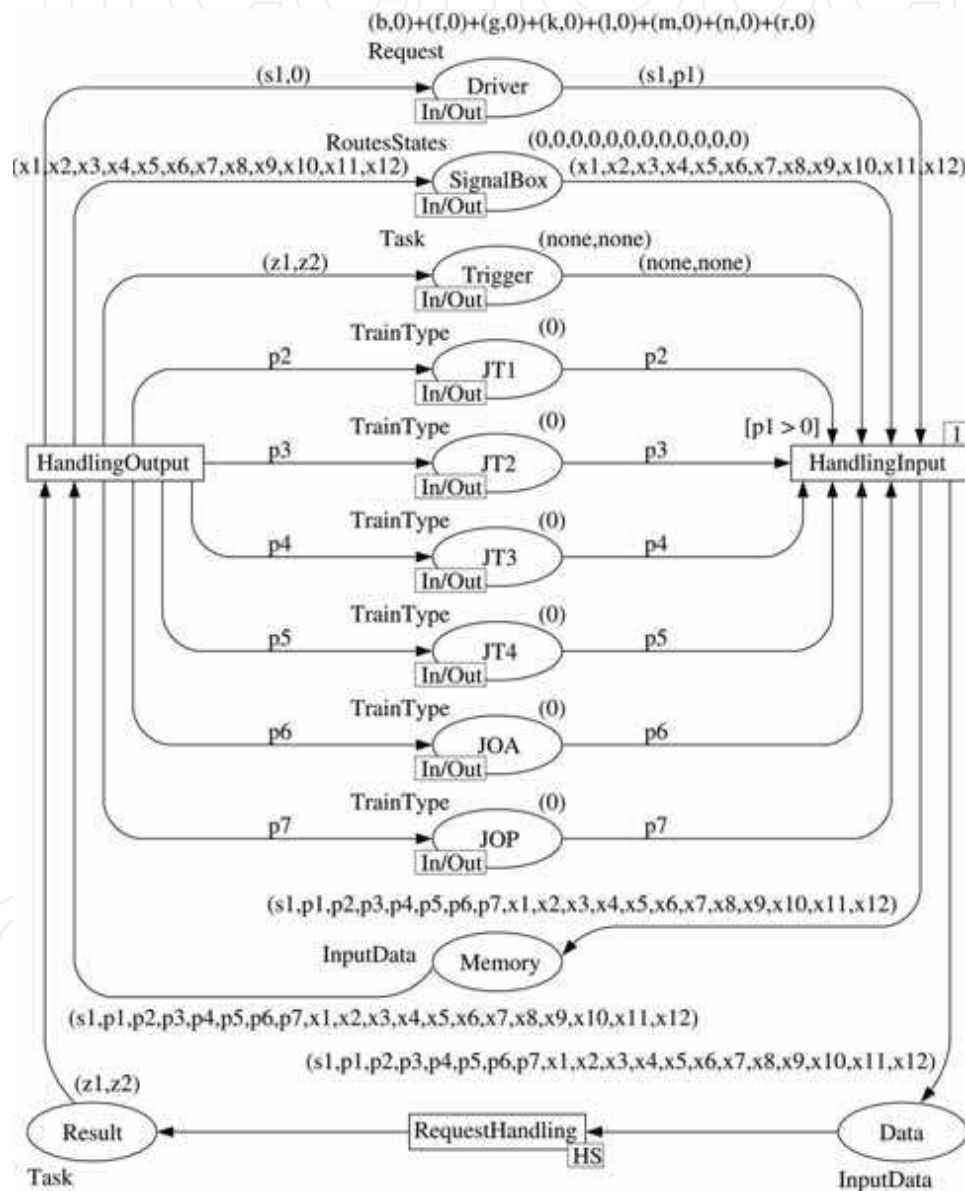 (b,0)+(f,0)+(g,0)+(k,0)+(l,0)+(m,0)+(n,0)+(r,0)
Request
(s1,0)
Driver
(s1,p1)
In/Out
RoutesStates
(0,0,0,0,0,0,0,0,0,0,0,0)
(x1,x2,x3,x4,x5,x6,x7,x8,x9,x10,x11,x12)
SignalBox
(x1,x2,x3,x4,x5,x6,x7,x8,x9,x10,x11,x12)
In/Out
Task
(none,none)
(z1,z2)
Trigger
(none,none)
In/Out
TrainType
(0)
p2
JT1
p2
In/Out
TrainType
(0)
[p1 > 0]
1
HandlingOutput
p3
JT2
p3
HandlingInput
In/Out
TrainType
(0)
p4
JT3
p4
In/Out
TrainType
(0)
p5
JT4
p5
In/Out
TrainType
(0)
p6
JOA
p6
In/Out
TrainType
(0)
p7
JOP
p7
In/Out
(s1,p1,p2,p3,p4,p5,p6,p7,x1,x2,x3,x4,x5,x6,x7,x8,x9,x10,x11,x12)
InputData
Memory
(s1,p1,p2,p3,p4,p5,p6,p7,x1,x2,x3,x4,x5,x6,x7,x8,x9,x10,x11,x12)
(s1,p1,p2,p3,p4,p5,p6,p7,x1,x2,x3,x4,x5,x6,x7,x8,x9,x10,x11,x12)
(z1,z2)
Result
RequestHandling
HS
Data
Task
InputData